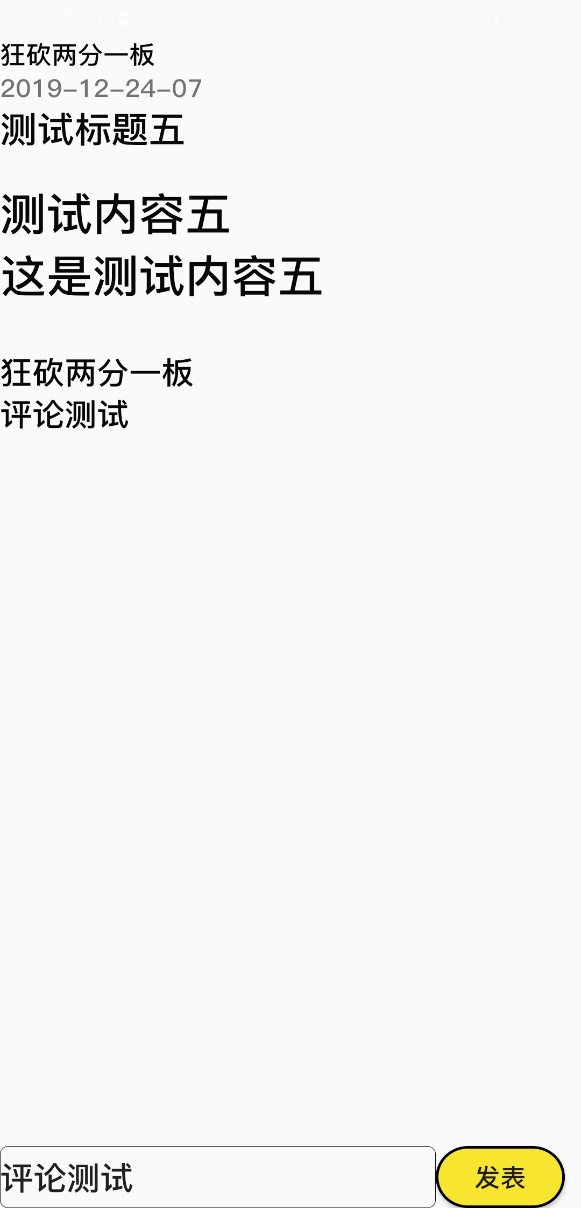 狂砍两分一板
2019-12-24-07
测试标题五
测试内容五
这是测试内容五
狂砍两分一板
评论测试
评论测试
发表